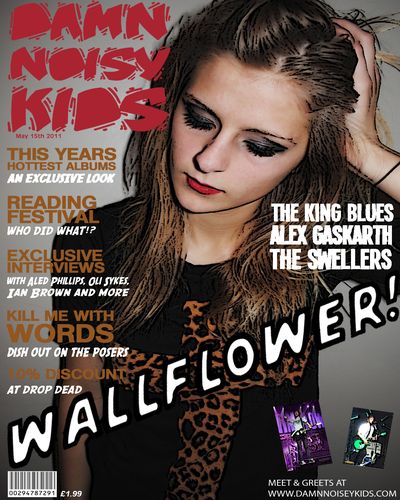 DAMN
NOISY
KIDS
May 15th 2011
THIS YEARS
HOTTEST ALBUMS
AN EXCLUSIVE LOOK
READING
FESTIVAL
WHO DID WHAT!?
EXCLUSIVE
INTERVIEWS
WITH ALED PHILLIPS, OLI SYKES,
IAN BROWN AND MORE
KILL ME WITH
WORDS
DISH OUT ON THE POSERS
10% DISCOUNT
AT DROP DEAD
THE KING BLUES
ALEX GASKARTH
THE SWELLERS
WALLFLOWER!
00294787291
£1.99
MEET & GREETS AT
WWW.DAMNNOISEYKIDS.COM